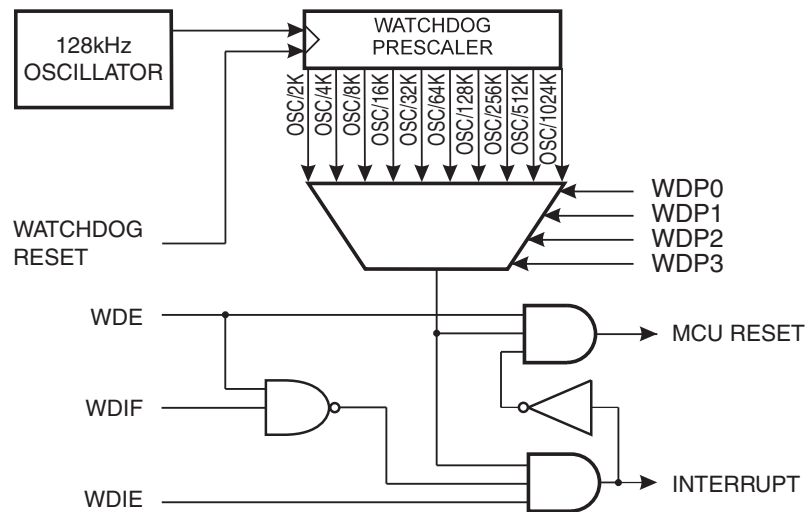 128kHz
OSCILLATOR
WATCHDOG
PRESCALER
OSC/2K
OSC/4K
OSC/8K
OSC/16K
OSC/32K
OSC/64K
OSC/128K
OSC/256K
OSC/512K
OSC/1024K
WDP0
WDP1
WDP2
WDP3
WATCHDOG
RESET
WDE
MCU RESET
WDIF
WDIE
INTERRUPT